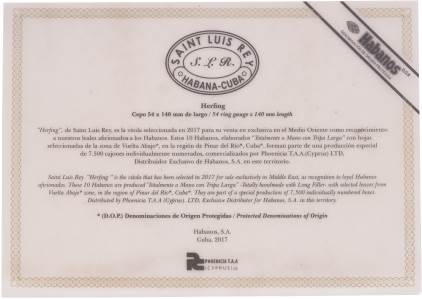 SAINT LUIS REY
S. L. R.
HABANA-CUBA
Habanos
Herfing
Cepo 54 x 140 mm de largo / 54 ring gauge x 140 mm length
"Herfing", de Saint Luis Rey, es la vitola seleccionada en 2017 para su venta en exclusiva en el Medio Oriente como reconocimiento
a nuestros leales aficionados a los Habanos. Estos 10 Habanos, elaborados "Totalmente a Mano con Tripa Larga" con hojas
seleccionadas de la zona de Vuelta Abajo*, en la región de Pinar del Río*, Cuba*. forman parte de una producción especial
de 7.500 cajones individualmente numerados, comercializados por Phoenicia T.A.A.(Cyprus) LTD.
Distribuidor Exclusivo de Habanos, S.A. en este territorio.
Saint Luis Rey "Herfing" is the vitola that has been selected in 2017 for sale exclusively in Middle East, as recognition to loyal Habanos
aficionados. These 10 Habanos are produced "Totalmente a Mano con Tripa Larga" -Totally handmade with Long Filler- with selected leaves from
Vuelta Abajo* zone, in the region of Pinar del Río*, Cuba*. They are part of a special production of 7.500 individually numbered boxes
Distributed by Phoenicia T.A.A (Cyprus). LTD. Exclusive Distributor for Habanos, S.A. in this territory.
* (D.O.P.) Denominaciones de Origen Protegidas / Protected Denominations of Origin
Habanos, S.A.
Cuba, 2017
PHOENICIA T.A.A
(CYPRUS) LTD